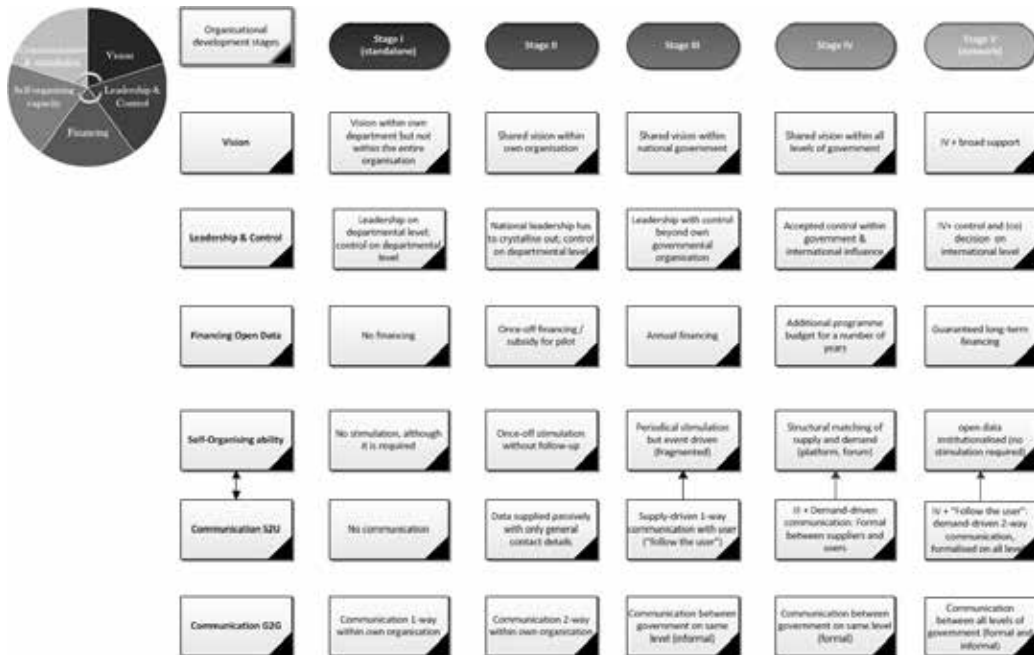 Vision
Leadership &
Control
Financing
Self-organising
capacity
Organisational
development stages
Stage I
(standalone)
Stage II
Stage III
Stage IV
Stage V
(network)
Vision
Vision within own
department but not
within the entire
organisation
Shared vision within
own organisation
Shared vision within
national government
Shared vision within all
levels of government
IV + broad support
Leadership & Control
Leadership on
departmental level;
control on departmental
level
National leadership has
to crystallise out; control
on departmental level
Leadership with control
beyond own
governmental
organisation
Accepted control within
government &
international influence
IV+ control and (co)
decision on
international level
Financing Open Data
No financing
Once-off financing /
subsidy for pilot
Annual financing
Additional programme
budget for a number of
years
Guaranteed long-term
financing
Self-Organising ability
No stimulation, although
it is required
Once-off stimulation
without follow-up
Periodical stimulation
but event driven
(fragmented)
Structural matching of
supply and demand
(platform, forum)
open data
institutionalised (no
stimulation required)
Communication S2U
No communication
Data supplied passively
with only general
contact details
Supply-driven 1-way
communication with user
("follow the user")
III + Demand-driven
communication: Formal
between suppliers and
users
IV + "Follow the user":
demand-driven 2-way
communication,
formalised on all level
Communication G2G
Communication 1-way
within own organisation
Communication 2-way
within own organisation
Communication between
government on same
level (informal)
Communication between
government on same level
(formal)
Communication
between all levels of
government (formal and
informal)